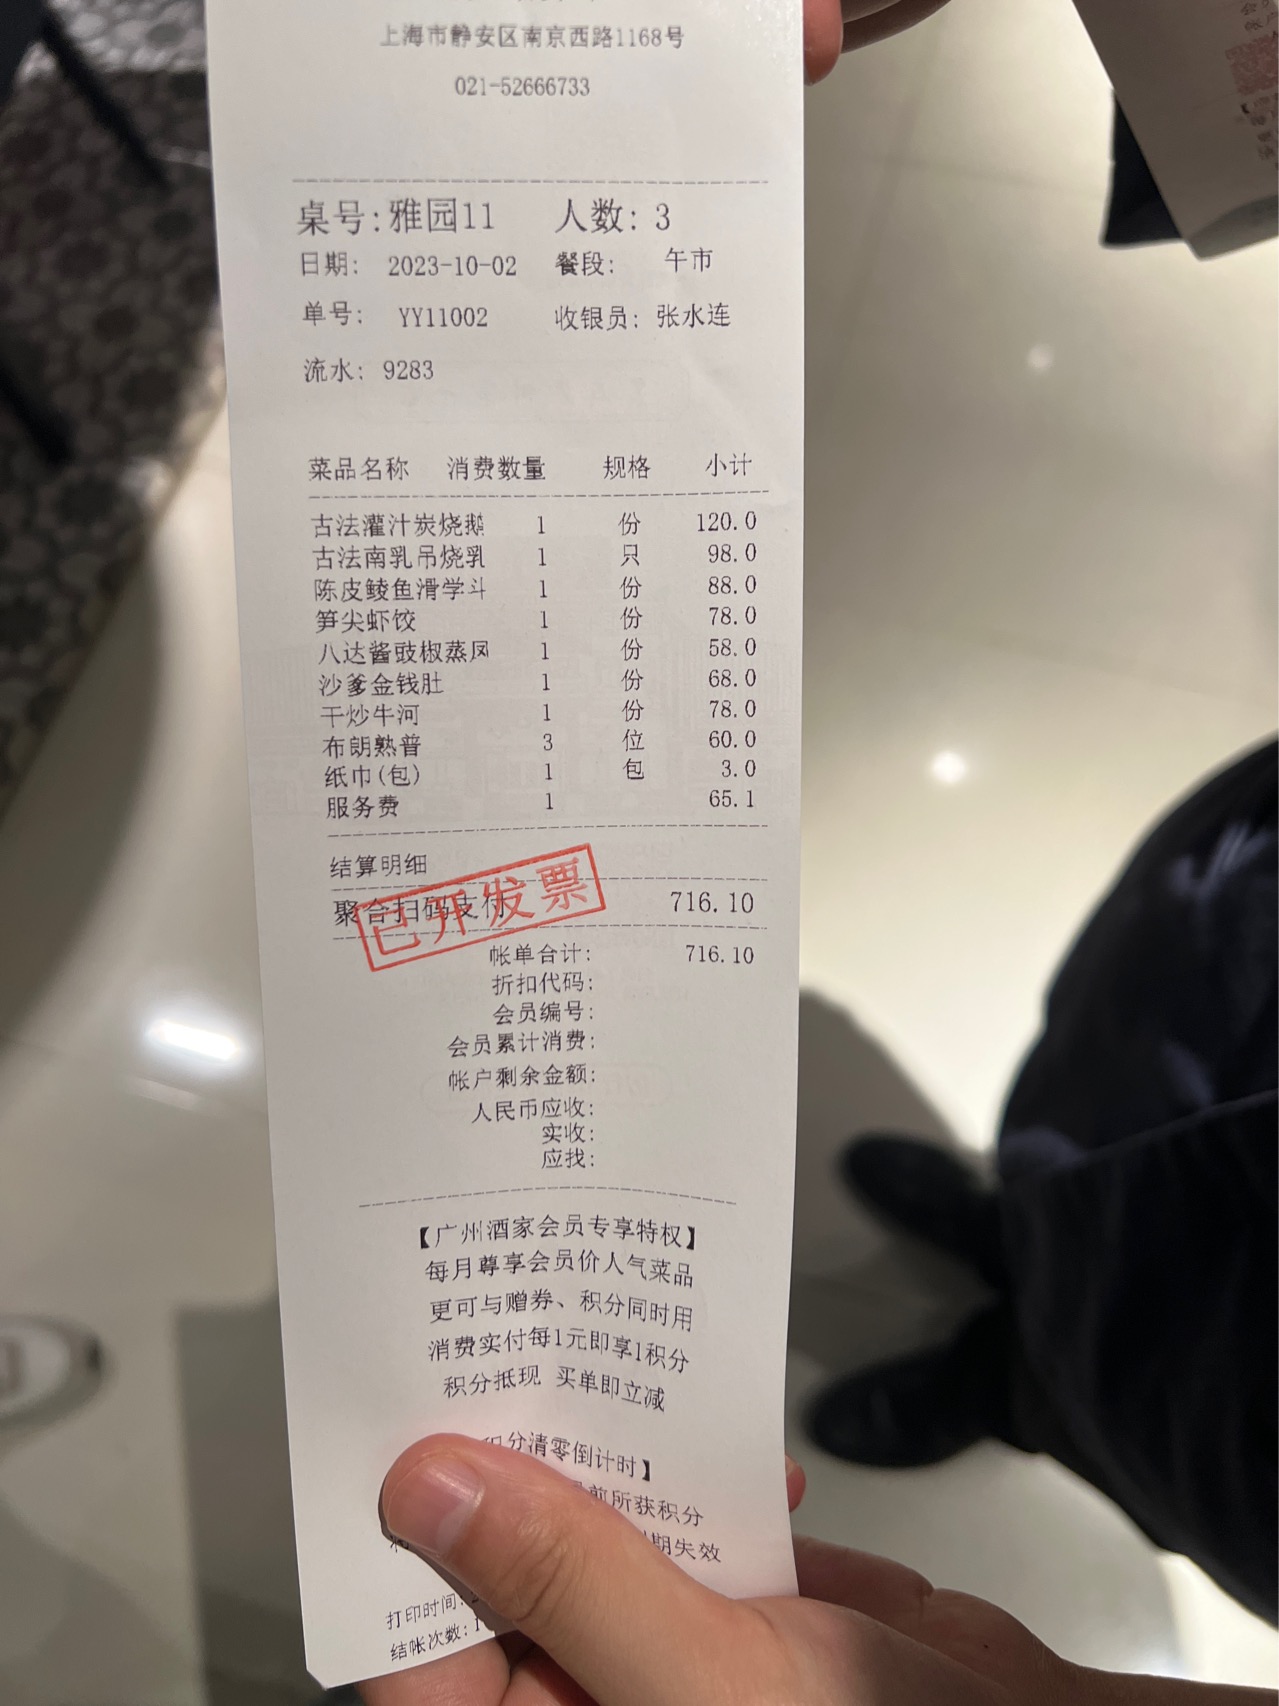 上海市静安区南京西路1168号
021-52666733
桌号:雅园11 人数: 3
日期: 2023-10-02 餐段: 午市
单号: YY11002 收银员: 张水连
流水: 9283
菜品名称 消费数量 规格 小计
古法灌汁炭烧鹅 1 份 120.0
古法南乳吊烧乳 1 只 98.0
陈皮鲮鱼滑学斗 1 份 88.0
笋尖虾饺 1 份 78.0
八达酱豉椒蒸凤 1 份 58.0
沙爹金钱肚 1 份 68.0
干炒牛河 1 份 78.0
布朗熟普 3 位 60.0
纸巾(包) 1 包 3.0
服务费 1 65.1
结算明细
聚合扫码支付 716.10
已开发票
帐单合计: 716.10
折扣代码:
会员编号:
会员累计消费:
帐户剩余金额:
人民币应收:
实收:
应找:
【广州酒家会员专享特权】
每月尊享会员价人气菜品
更可与赠券、积分同时用
消费实付每1元即享1积分
积分抵现 买单即立减
积分清零倒计时】
前所获积分
期失效
打印时间:
结帐次数:1